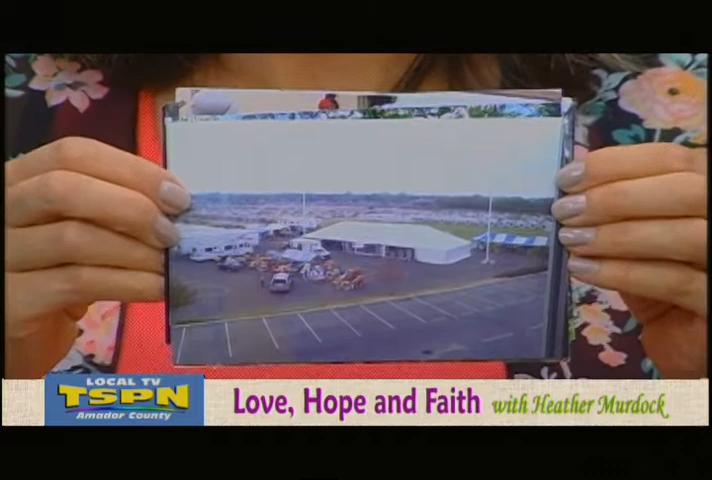 LOCAL TV
TSPN
Amador County
Love, Hope and Faith with Heather Murdock